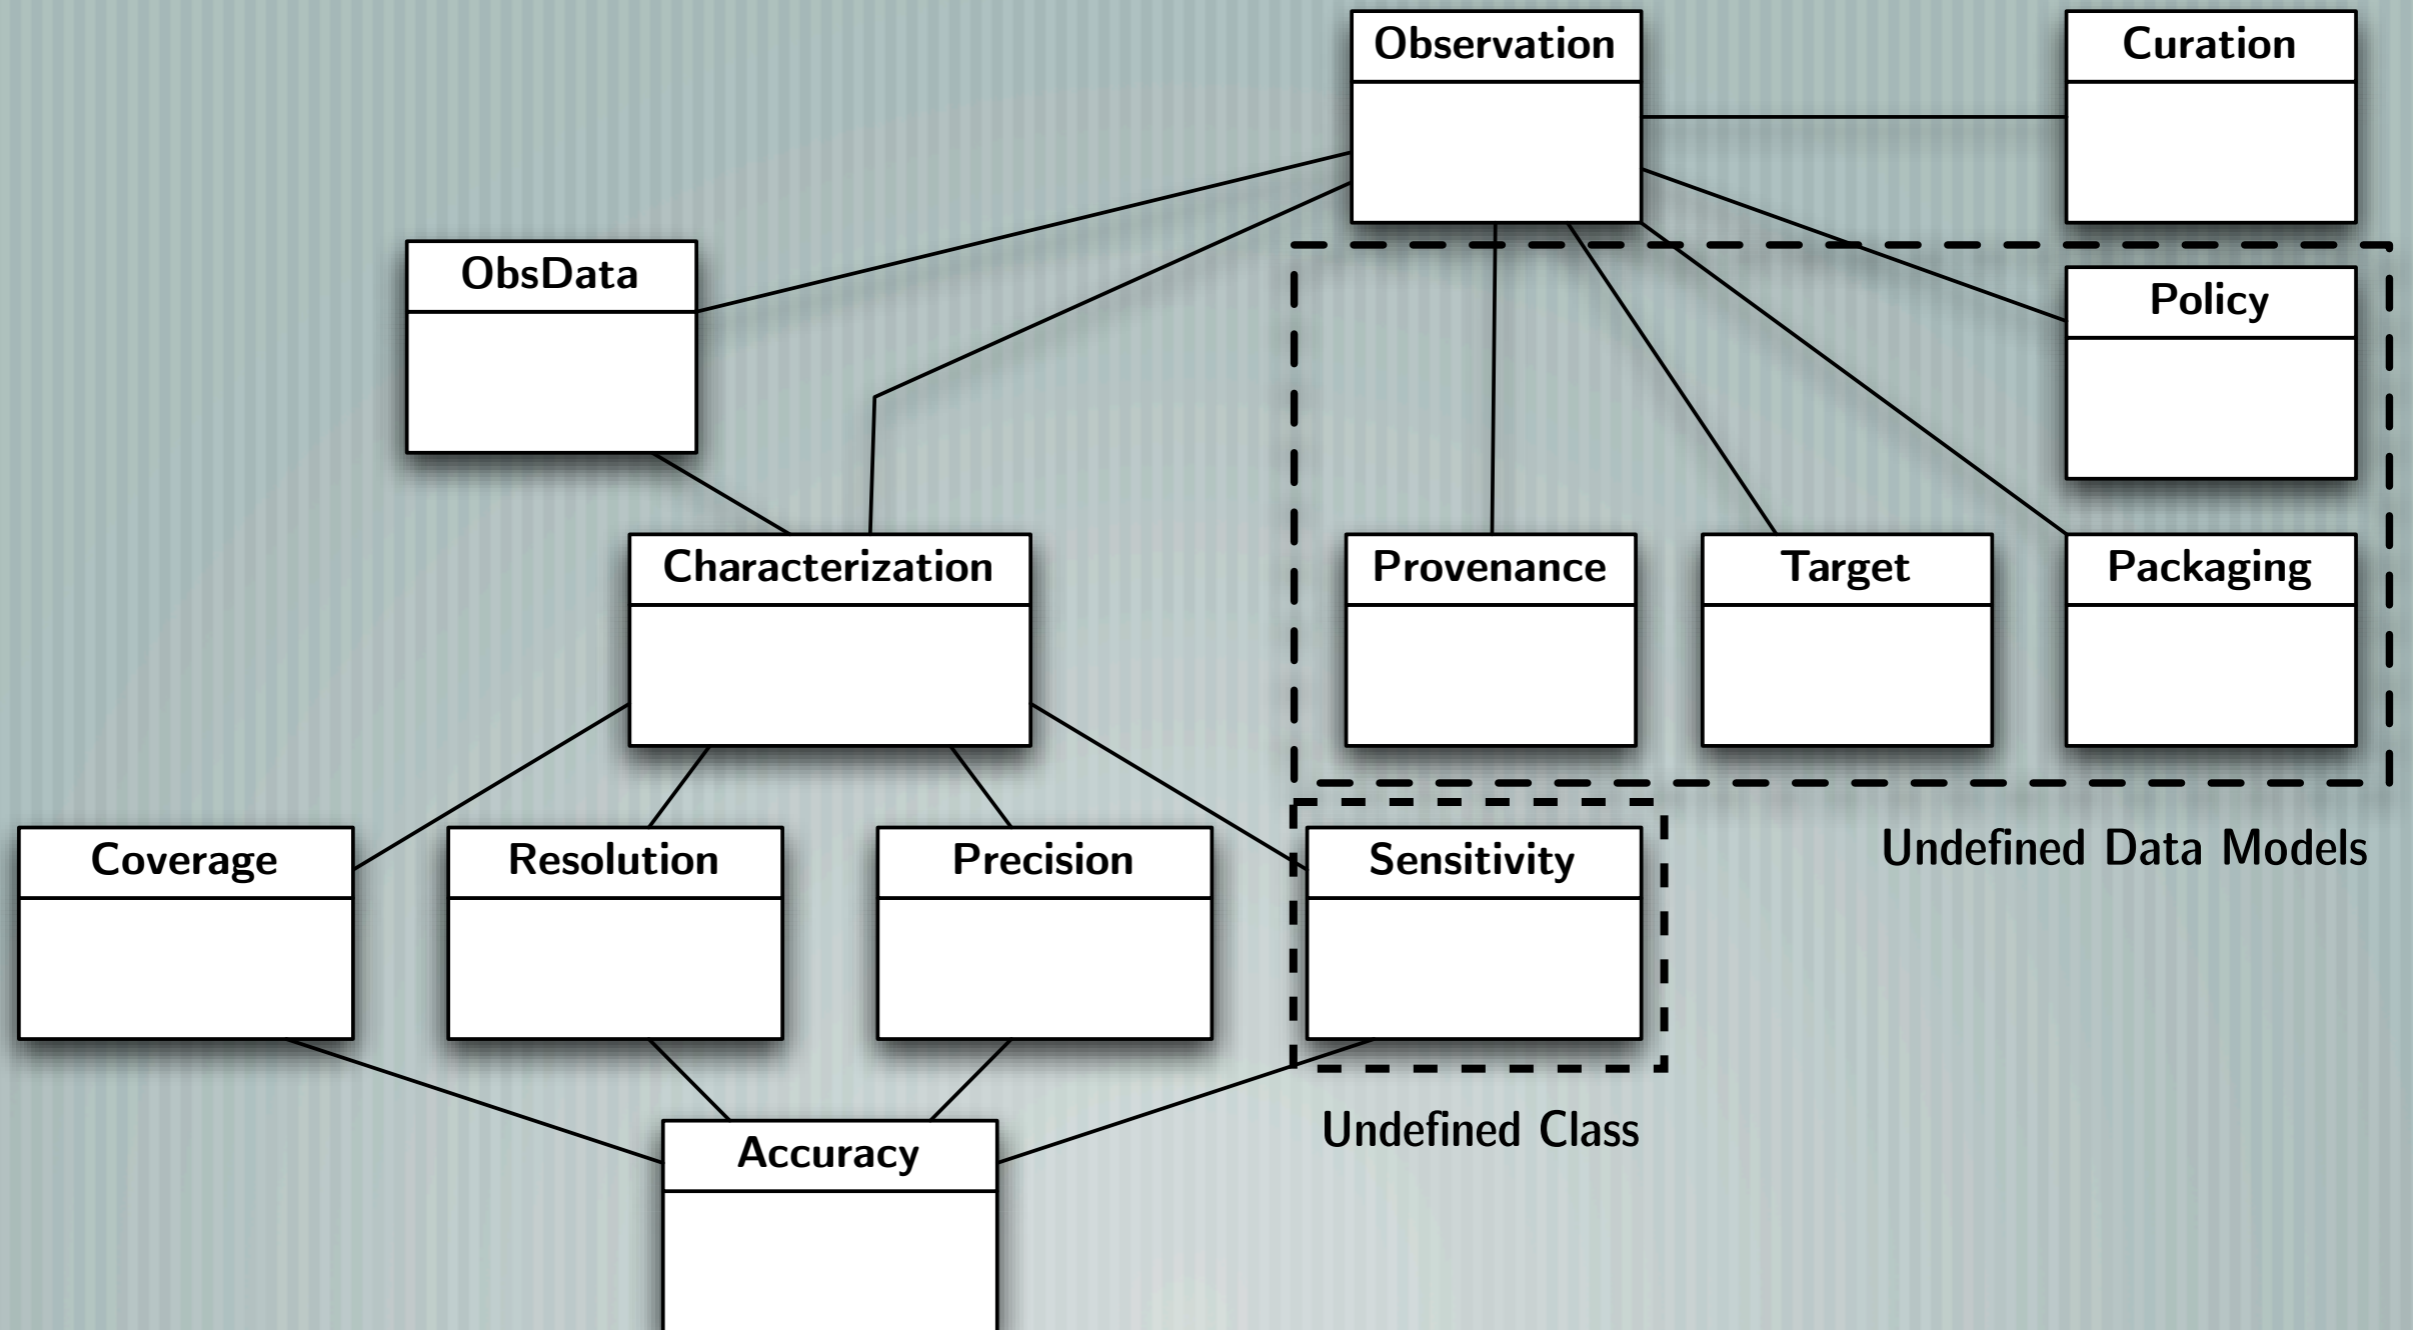 Observation
Curation
ObsData
Policy
Characterization
Provenance
Target
Packaging
Coverage
Resolution
Precision
Sensitivity
Undefined Data Models
Undefined Class
Accuracy